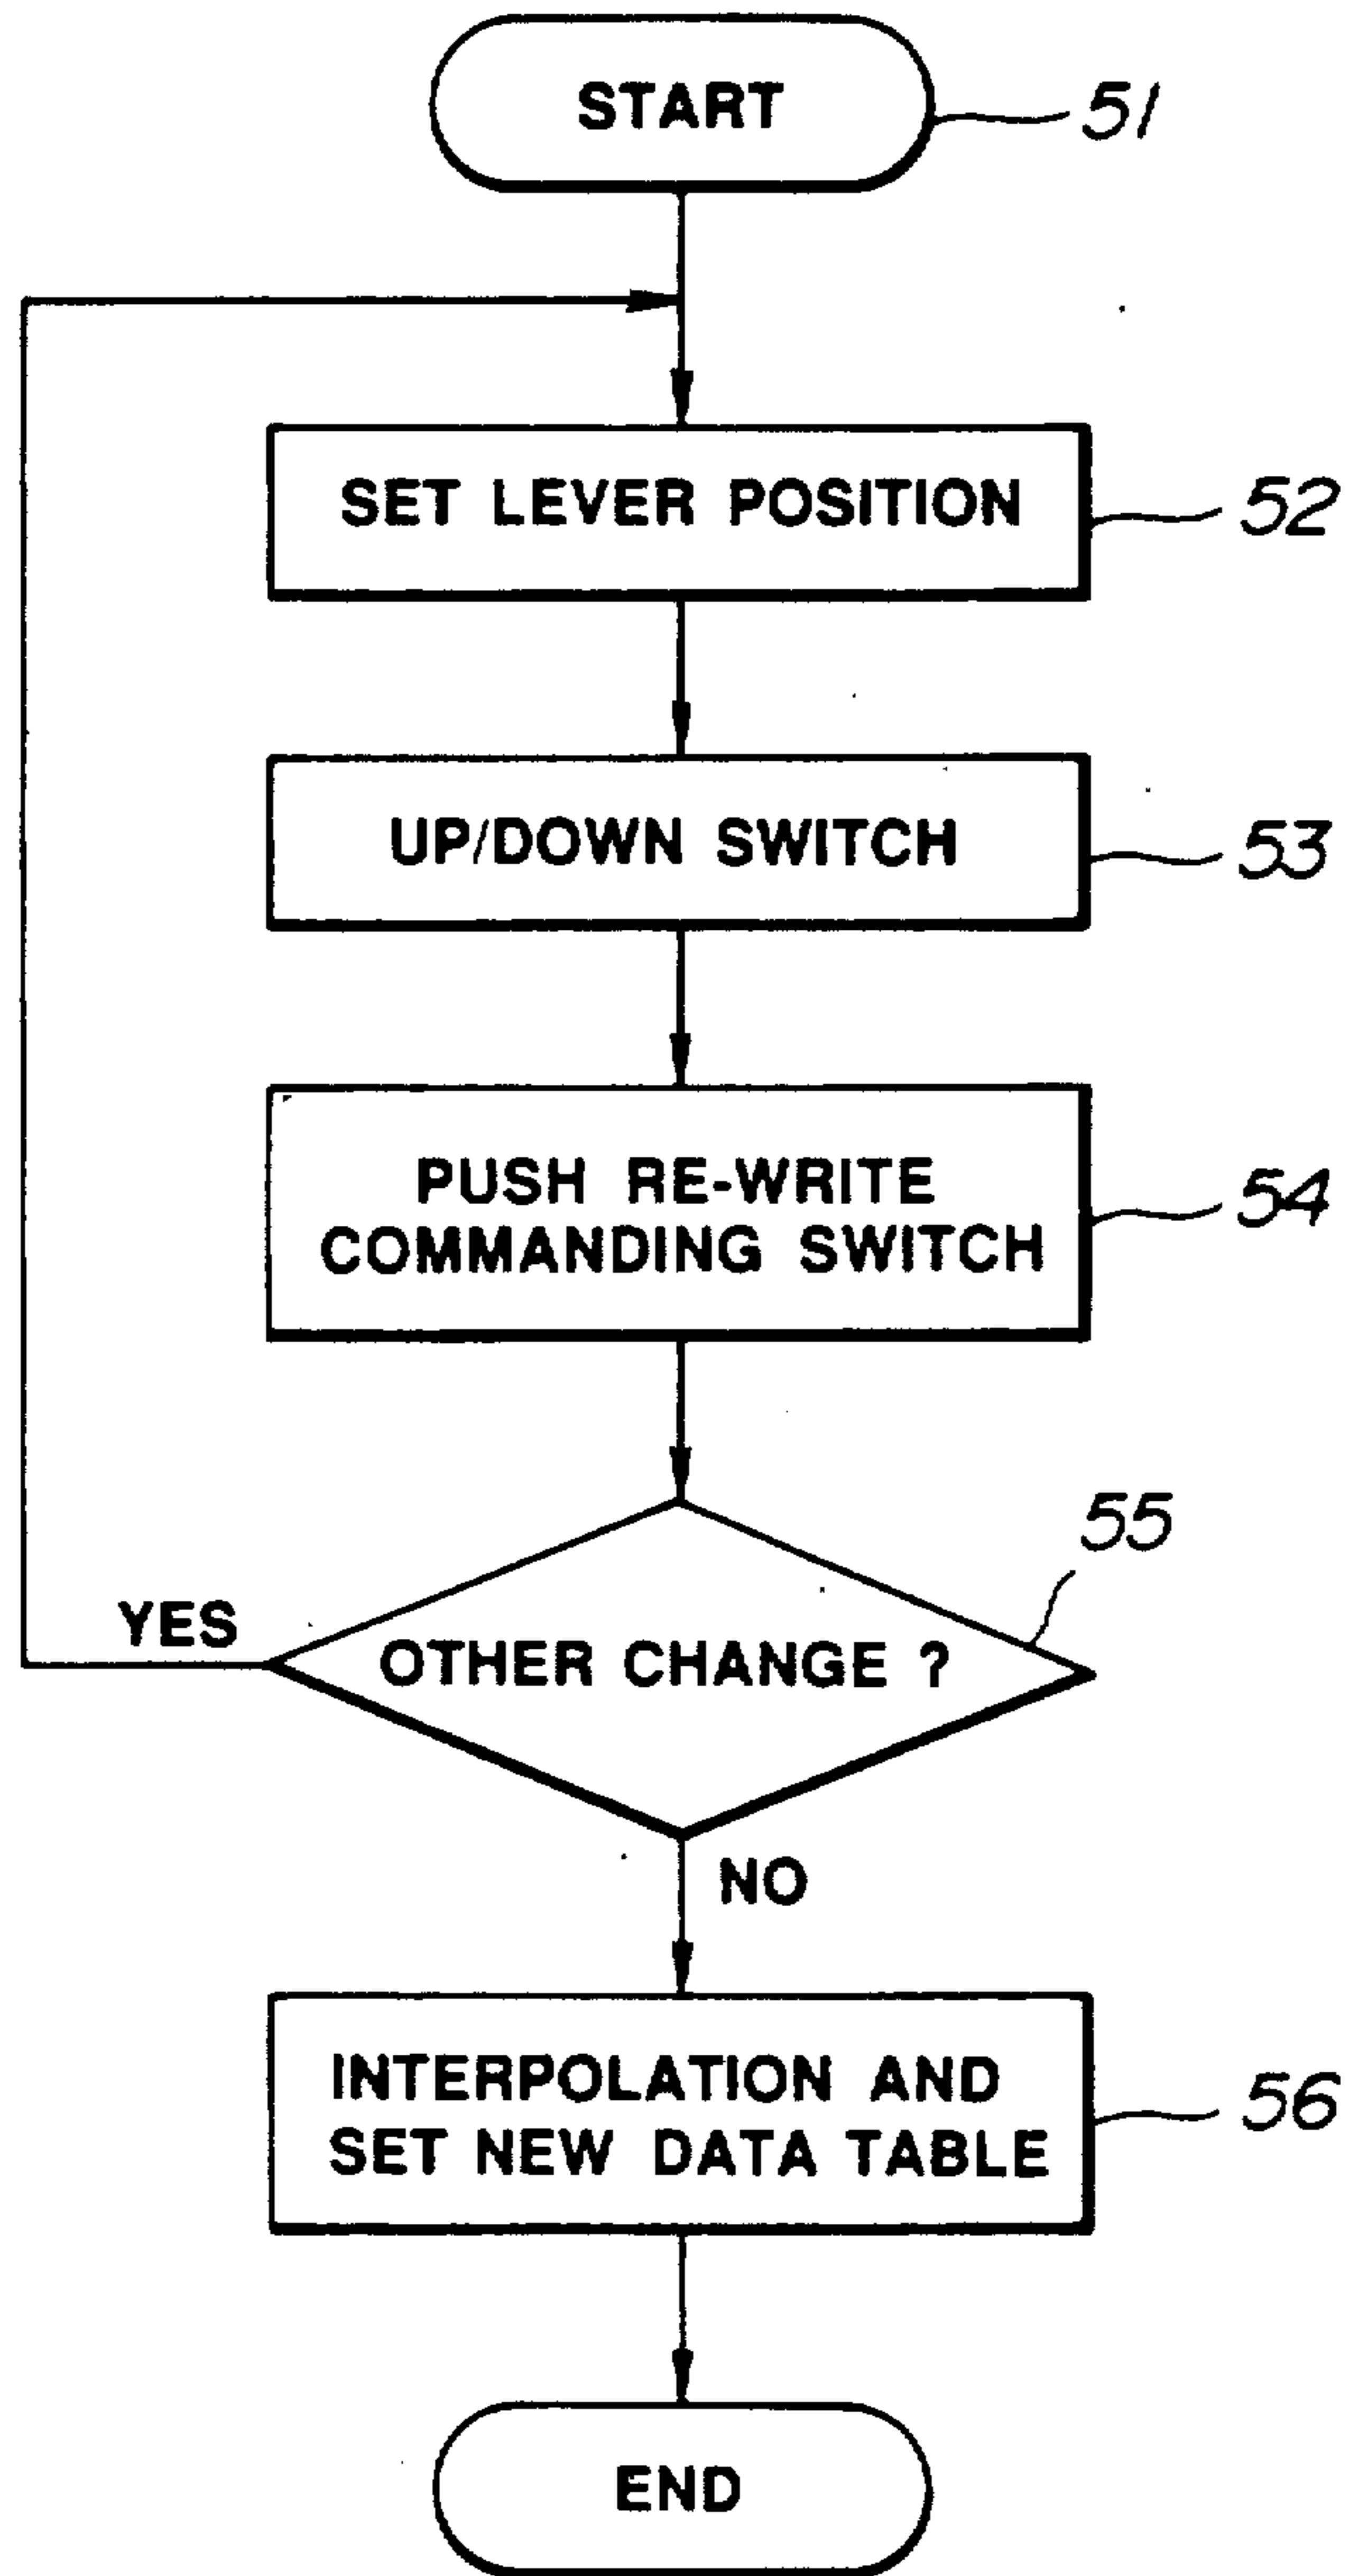 START
51
SET LEVER POSITION
52
UP/DOWN SWITCH
53
PUSH RE-WRITE
COMMANDING SWITCH
54
55
YES
OTHER CHANGE ?
NO
INTERPOLATION AND
SET NEW DATA TABLE
56
END